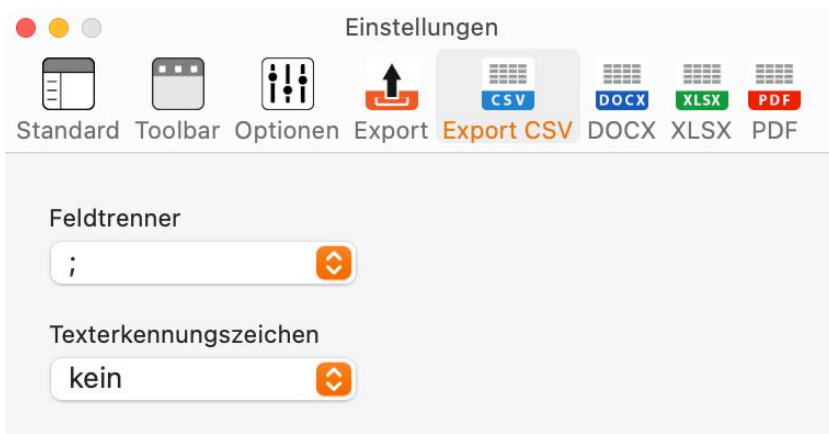 Einstellungen
CSV DOCX XLSX PDF
Standard Toolbar Optionen Export Export CSV DOCX XLSX PDF
Feldtrenner
;
Texterkennungszeichen
kein